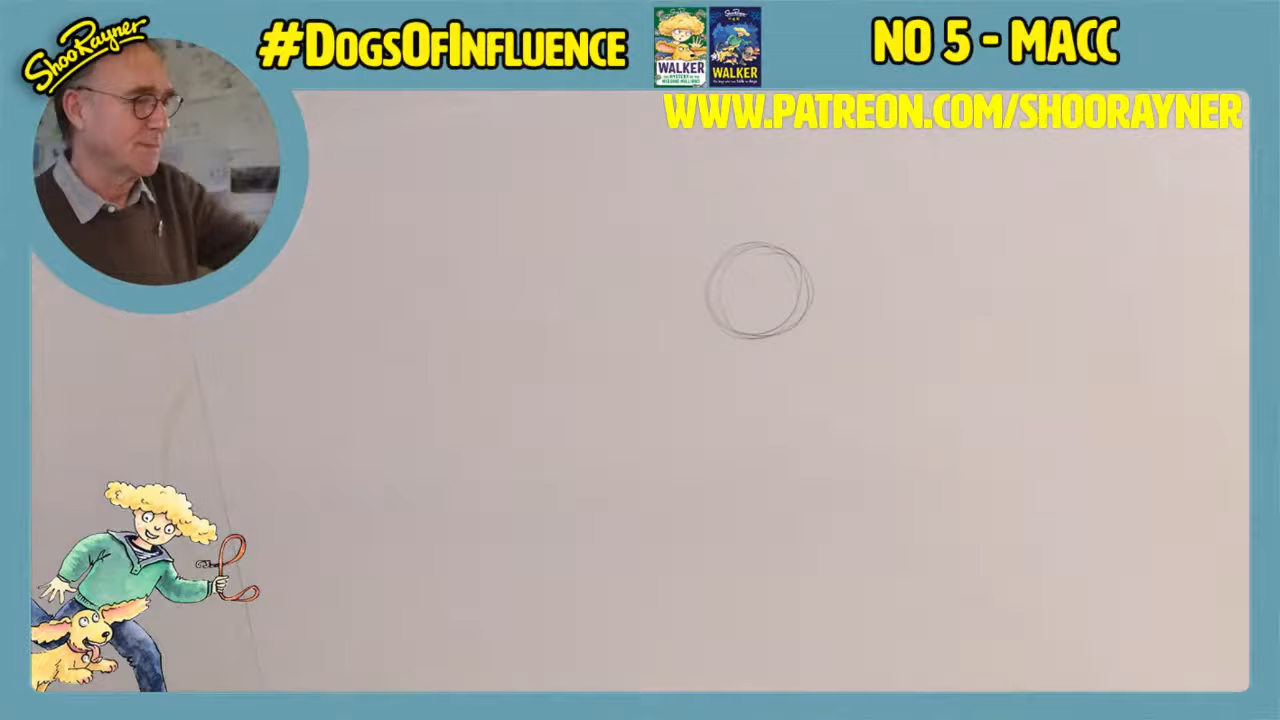 ShooRayner
#DogsOfInfluence
WALKER
WALKER
NO 5 - MACC
WWW.PATREON.COM/SHOORAYNER